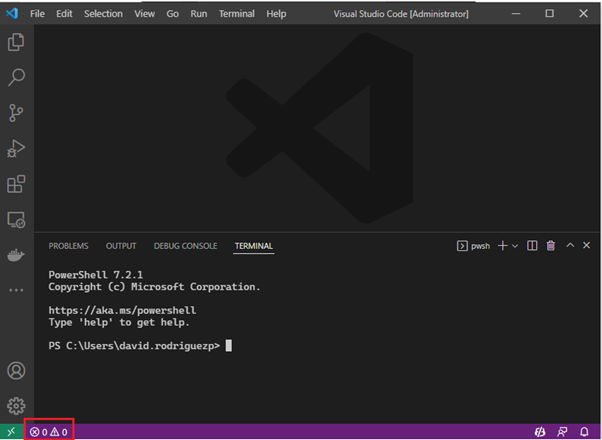 File Edit Selection View Go Run Terminal Help Visual Studio Code [Administrator]
PROBLEMS OUTPUT DEBUG CONSOLE TERMINAL pwsh
PowerShell 7.2.1
Copyright (c) Microsoft Corporation.
https://aka.ms/powershell
Type 'help' to get help.
PS C:\Users\david.rodriguezp>
0 0